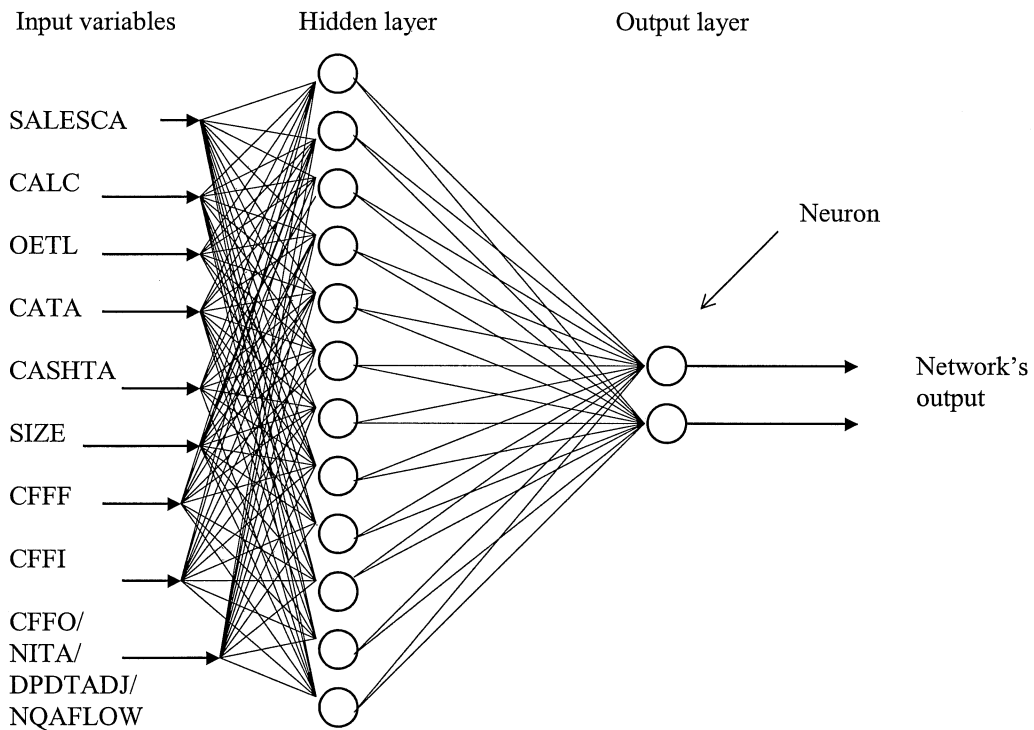 Input variables
Hidden layer
Output layer
SALESCA
CALC
OETL
CATA
CASHTA
SIZE
CFFF
CFFI
CFFO/
NITA/
DPDTADJ/
NQAFLOW
Neuron
Network's
output